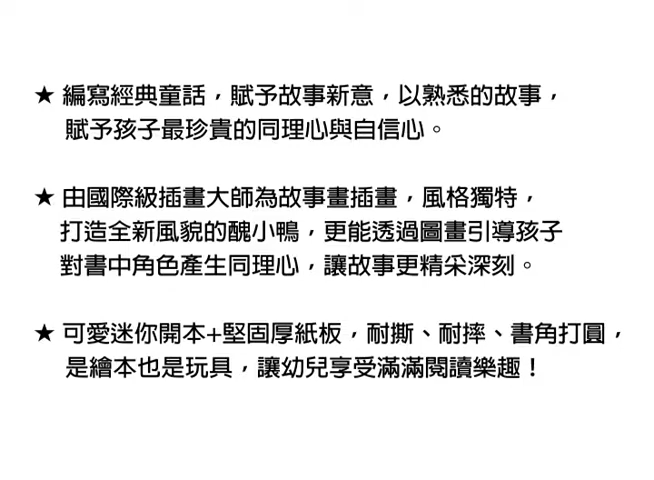 ★ 編寫經典童話，賦予故事新意，以熟悉的故事，
賦予孩子最珍貴的同理心與自信心。
★ 由國際級插畫大師為故事畫插畫，風格獨特，
打造全新風貌的醜小鴨，更能透過圖畫引導孩子
對書中角色產生同理心，讓故事更精采深刻。
★ 可愛迷你開本+堅固厚紙板，耐撕、耐摔、書角打圓，
是繪本也是玩具，讓幼兒享受滿滿閱讀樂趣！